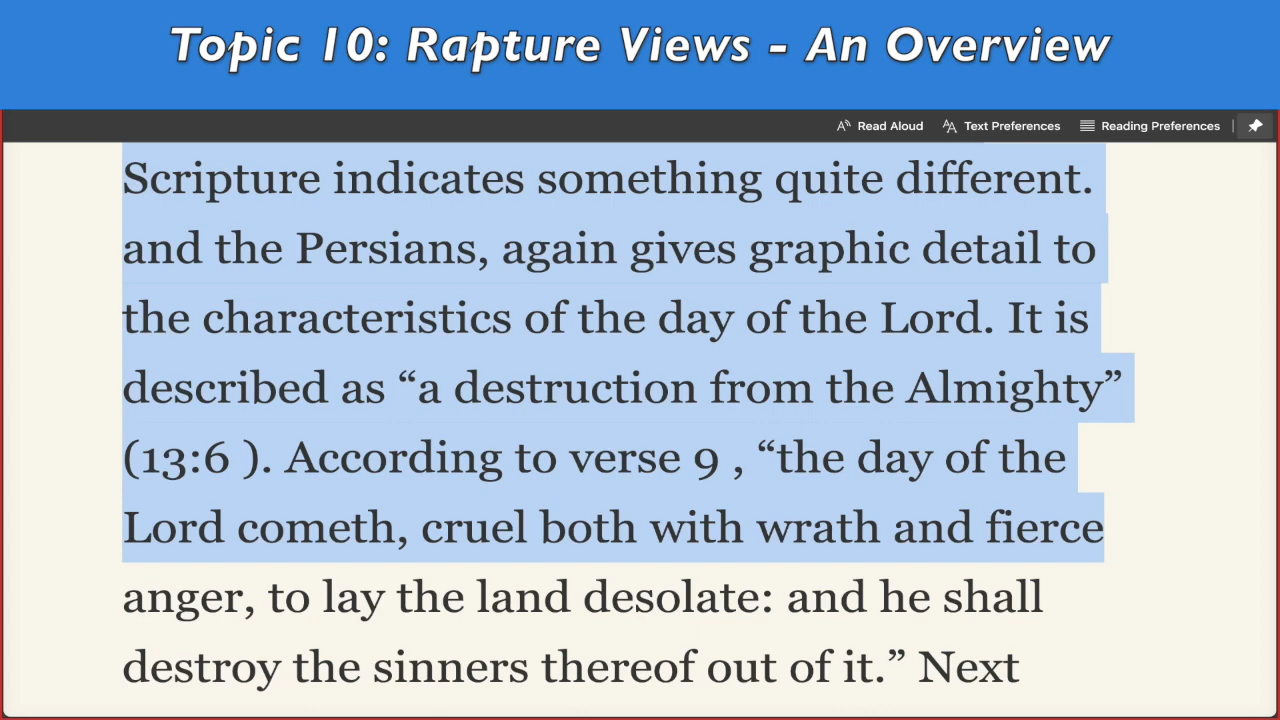 Topic 10: Rapture Views - An Overview
Read Aloud Text Preferences Reading Preferences
Scripture indicates something quite different.
and the Persians, again gives graphic detail to
the characteristics of the day of the Lord. It is
described as “a destruction from the Almighty”
(13:6 ). According to verse 9 , “the day of the
Lord cometh, cruel both with wrath and fierce
anger, to lay the land desolate: and he shall
destroy the sinners thereof out of it.” Next